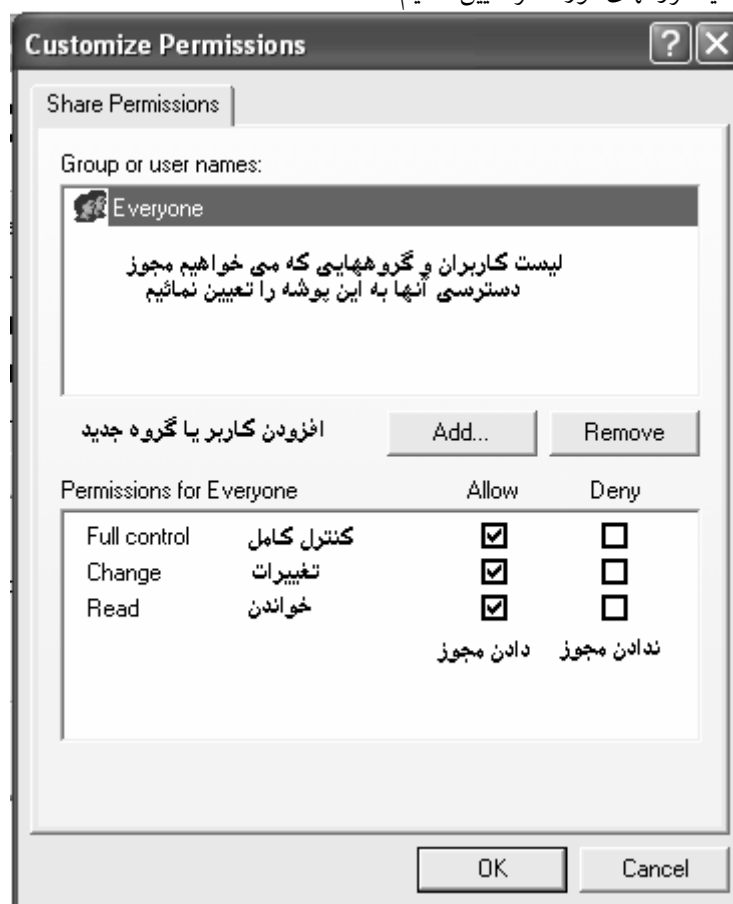 Customize Permissions
Share Permissions
Group or user names:
Everyone
لیست کاربران و گروههایی که می خواهیم مجوز
دسترسی آنها به این پوشه را تعیین نمائیم
افزودن کاربر یا گروه جدید Add... Remove
Permissions for Everyone Allow Deny
Full control کنترل کامل
Change تغییرات
Read خواندن
دادن مجوز ندادن مجوز
OK Cancel